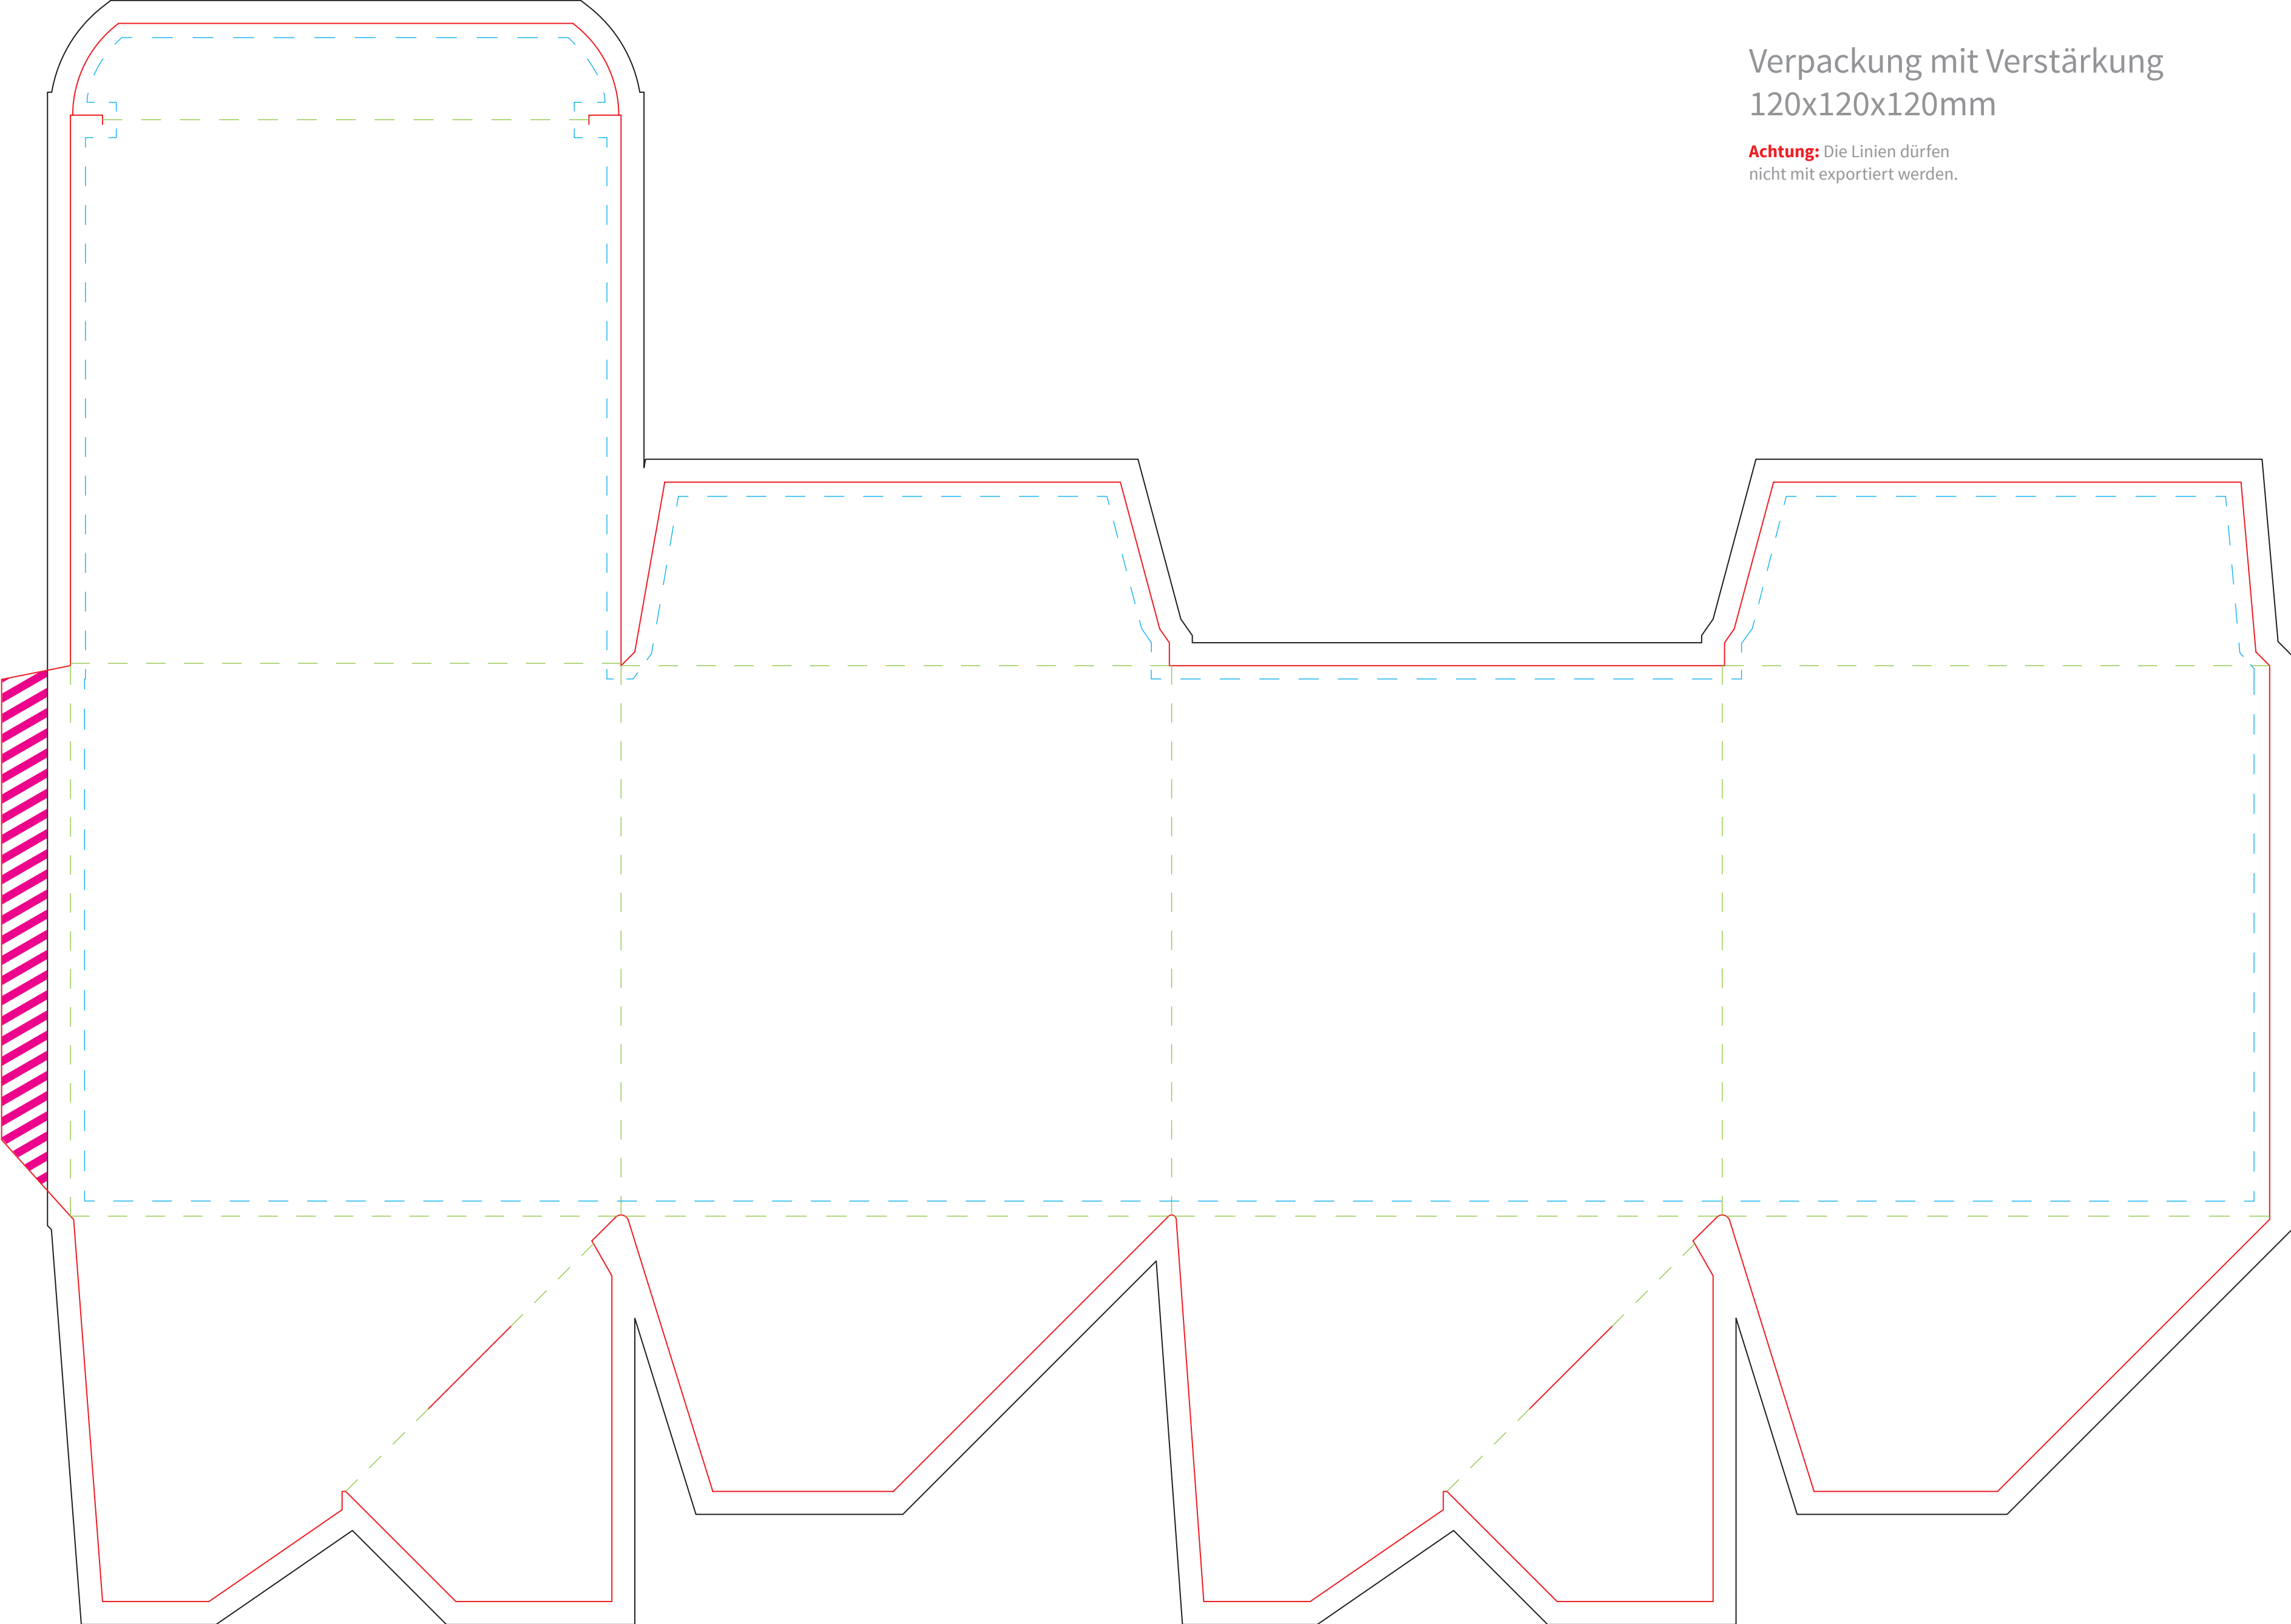 Verpackung mit Verstärkung
120x120x120mm
Achtung: Die Linien dürfen
nicht mit exportiert werden.